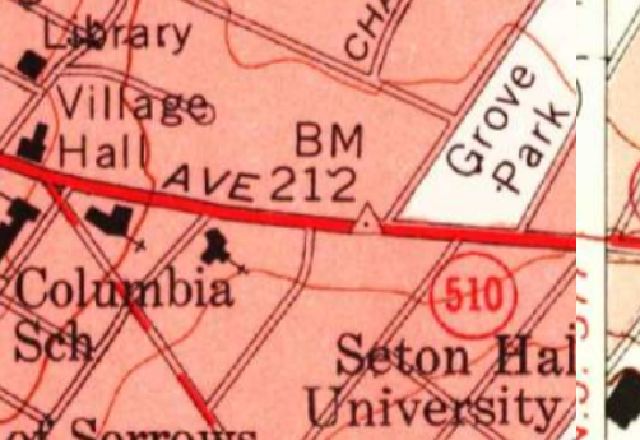 Library
CHA
Village
Hall
BM
AVE 212
Grove
Park
Columbia
Sch
510
Seton Hal
University
of Sorrows